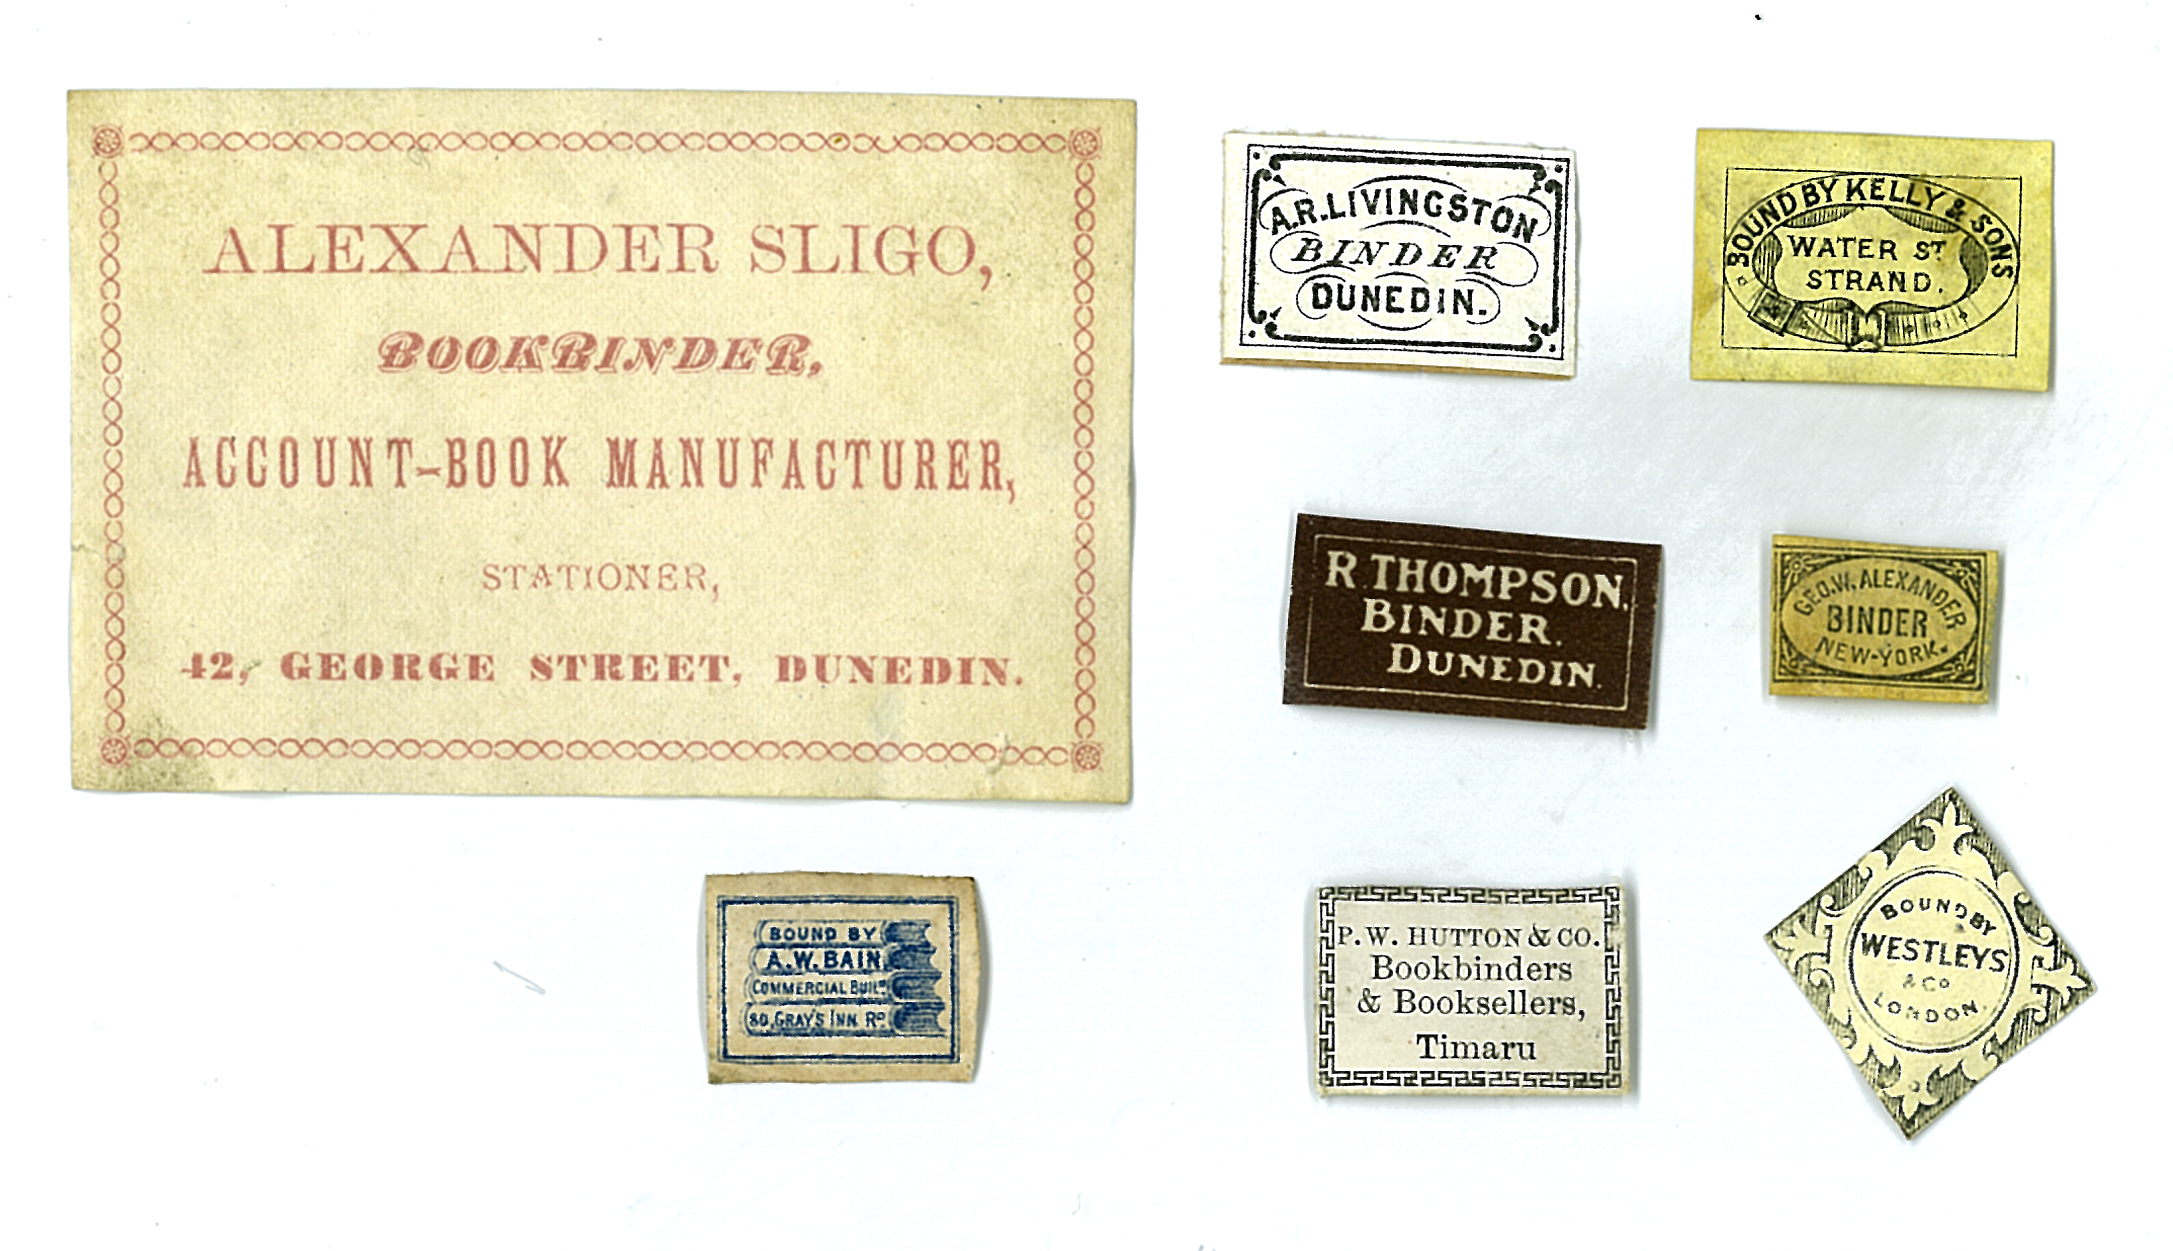 ALEXANDER SLIGO,
BOOKBINDER,
ACCOUNT-BOOK MANUFACTURER,
STATIONER,
42, GEORGE STREET, DUNEDIN.
A.R. LIVINGSTON
BINDER
DUNEDIN.
BOUND BY KELLY & SONS
WATER ST
STRAND.
R. THOMPSON.
BINDER.
DUNEDIN.
GEO. W. ALEXANDER
BINDER
NEW-YORK.
BOUND BY
A.W. BAIN,
COMMERCIAL BUILD
80, GRAY'S INN RD
P. W. HUTTON & CO.
Bookbinders
& Booksellers,
Timaru
BOUND BY
WESTLEYS
& Co
LONDON.